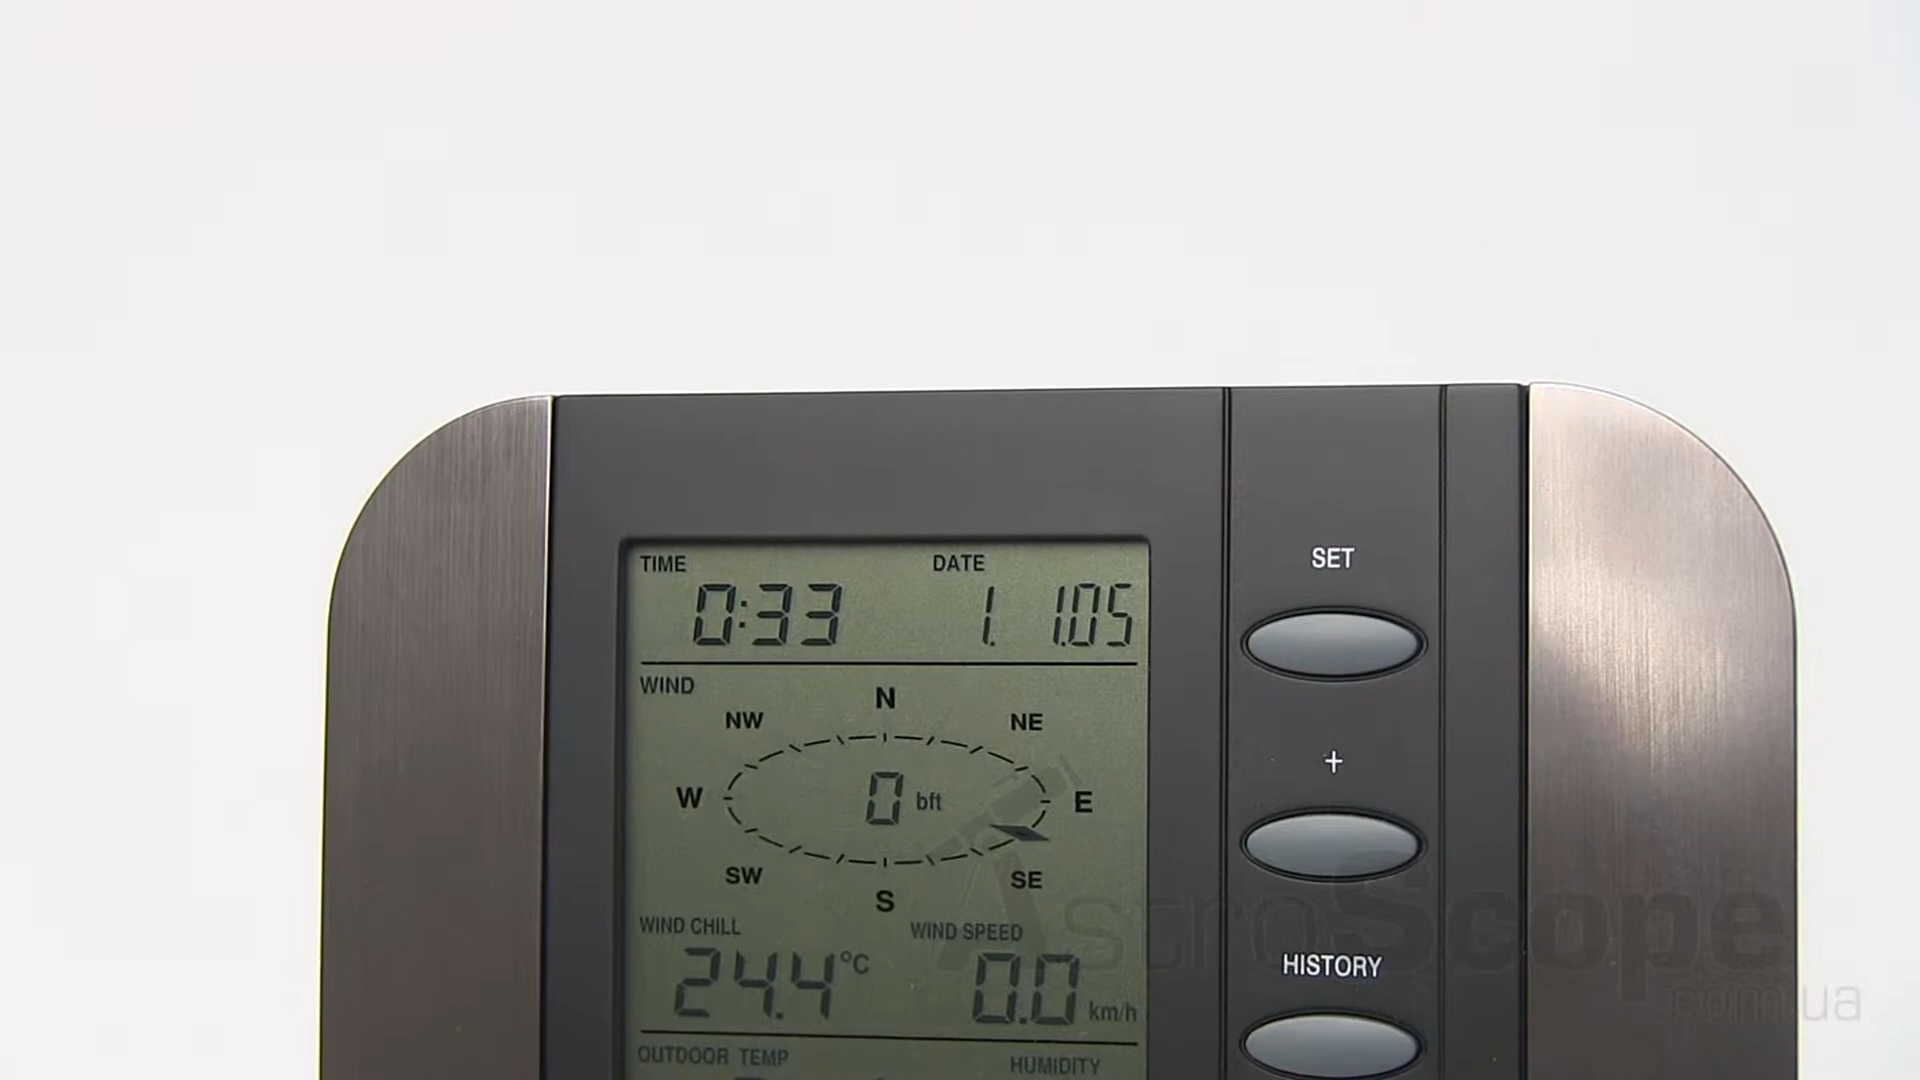 TIME DATE
0:33 1. 1.05
WIND
N
NW NE
W 0 bft E
SW SE
S
WIND CHILL WIND SPEED
24.4 °C 0.0 km/h
OUTDOOR TEMP HUMIDITY
SET
+
HISTORY
AstroScope
.com.ua